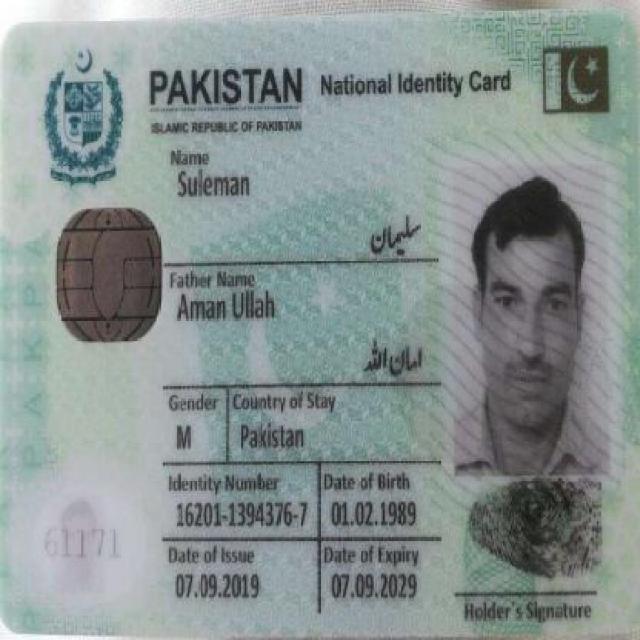 PAKISTAN National Identity Card
ISLAMIC REPUBLIC OF PAKISTAN
Name
Suleman
سلیمان
Father Name
Aman Ullah
امان اللہ
Gender Country of Stay
M Pakistan
Identity Number Date of Birth
16201-1394376-7 01.02.1989
Date of Issue Date of Expiry
07.09.2019 07.09.2029
61171
Holder's Signature